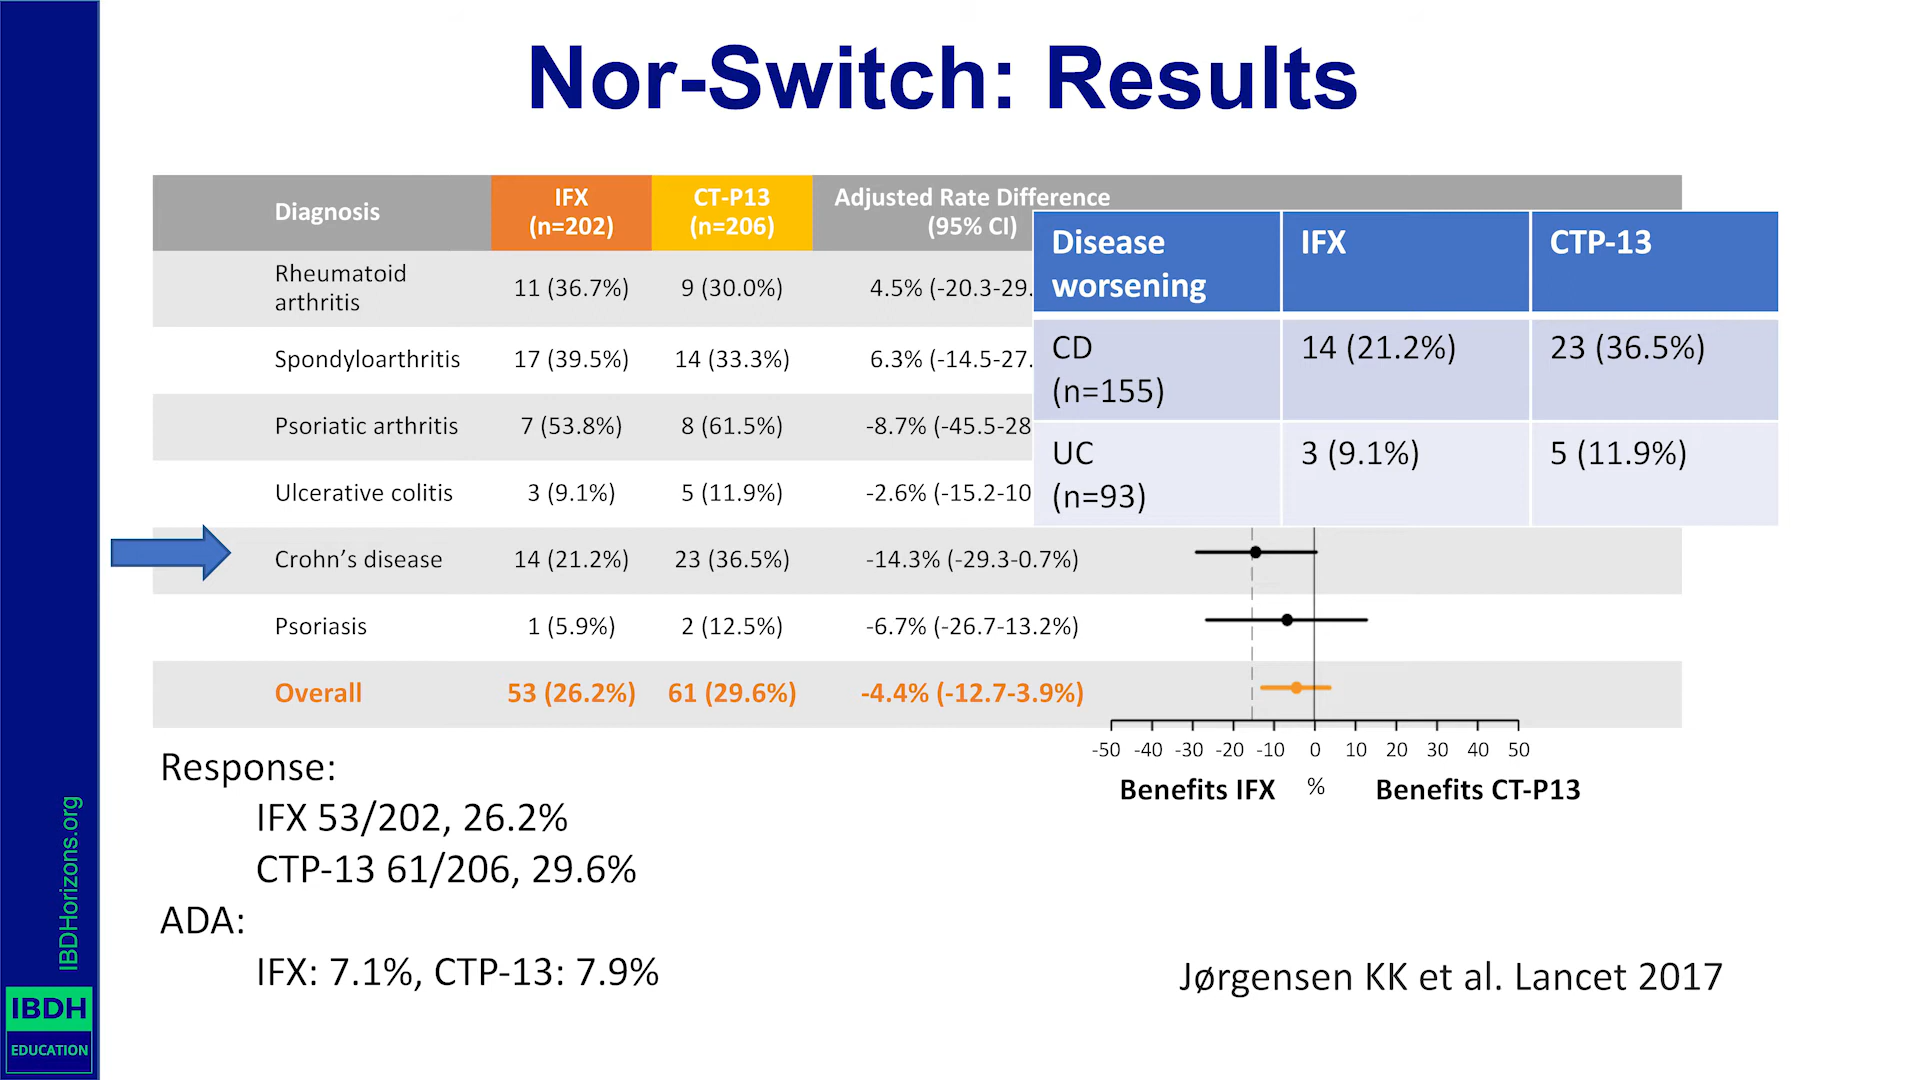 Nor-Switch: Results
Diagnosis
IFX
(n=202)
CT-P13
(n=206)
Adjusted Rate Difference
(95% CI)
Rheumatoid
arthritis
11 (36.7%)
9 (30.0%)
4.5% (-20.3-29.
Spondyloarthritis
17 (39.5%)
14 (33.3%)
6.3% (-14.5-27.
Psoriatic arthritis
7 (53.8%)
8 (61.5%)
-8.7% (-45.5-28
Ulcerative colitis
3 (9.1%)
5 (11.9%)
-2.6% (-15.2-10
Crohn’s disease
14 (21.2%)
23 (36.5%)
-14.3% (-29.3-0.7%)
Psoriasis
1 (5.9%)
2 (12.5%)
-6.7% (-26.7-13.2%)
Overall
53 (26.2%)
61 (29.6%)
-4.4% (-12.7-3.9%)
Disease
worsening
IFX
CTP-13
CD
(n=155)
14 (21.2%)
23 (36.5%)
UC
(n=93)
3 (9.1%)
5 (11.9%)
-50 -40 -30 -20 -10 0 10 20 30 40 50
Benefits IFX % Benefits CT-P13
Response:
IFX 53/202, 26.2%
CTP-13 61/206, 29.6%
ADA:
IFX: 7.1%, CTP-13: 7.9%
Jørgensen KK et al. Lancet 2017
IBDHorizons.org
IBDH
EDUCATION